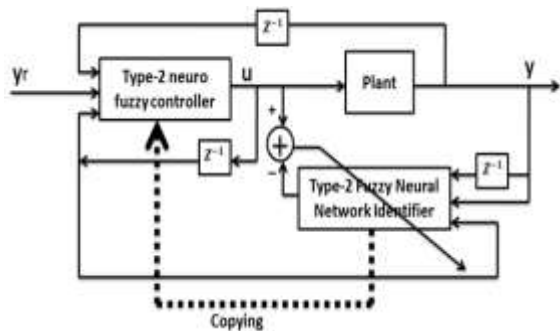 Z⁻¹
yr
Type-2 neuro
fuzzy controller
u
Plant
y
+
+
Z⁻¹
−
Type-2 Fuzzy Neural
Network Identifier
Z⁻¹
Copying